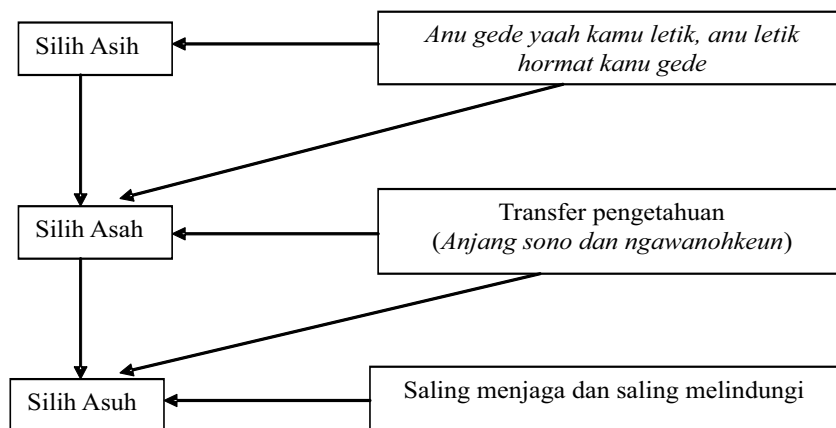 Silih Asih
Anu gede yaah kamu letik, anu letik
hormat kanu gede
Silih Asah
Transfer pengetahuan
(Anjang sono dan ngawanohkeun)
Silih Asuh
Saling menjaga dan saling melindungi